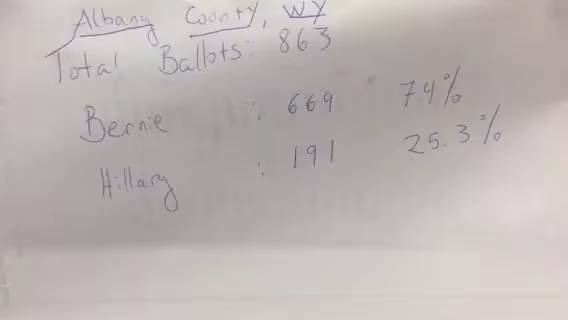 Albany County, WY
Total Ballots: 863
Bernie : 669 74%
Hillary : 191 25.3%